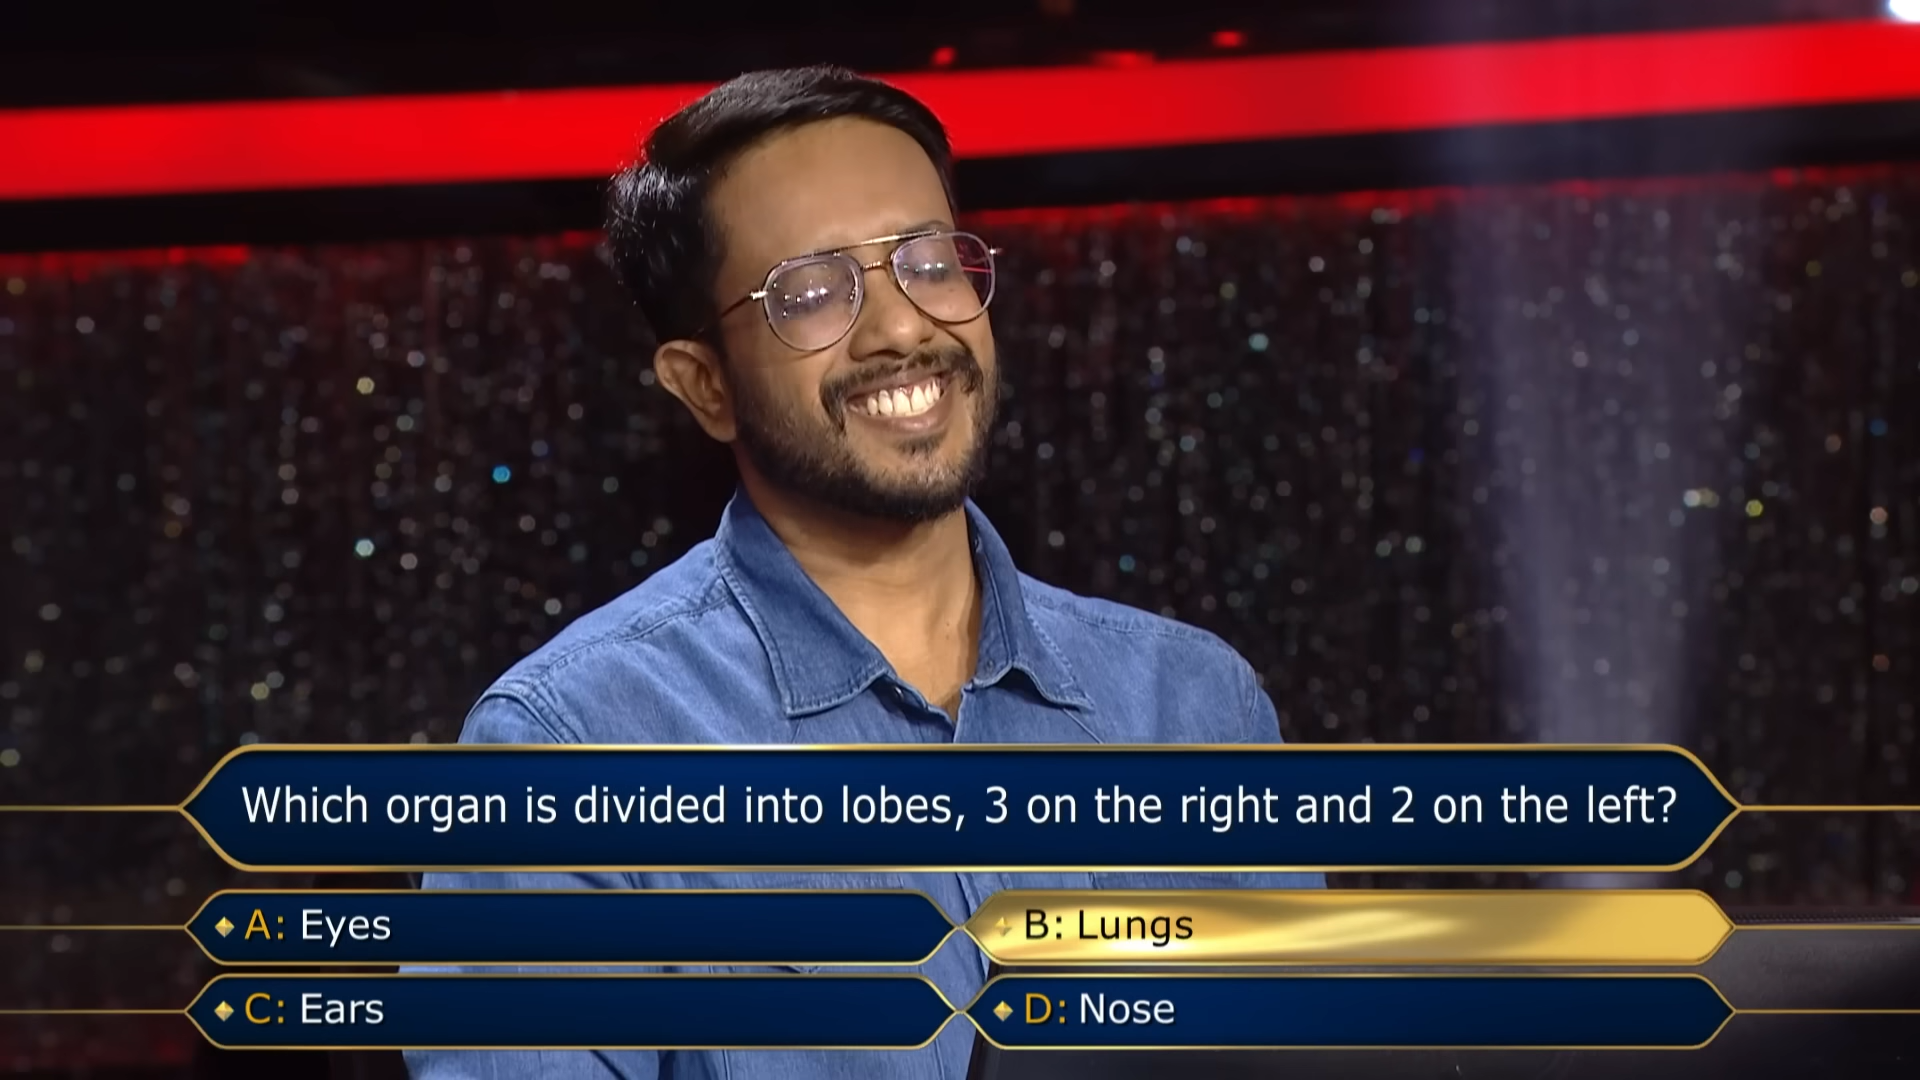 Which organ is divided into lobes, 3 on the right and 2 on the left?
A: Eyes
B: Lungs
C: Ears
D: Nose